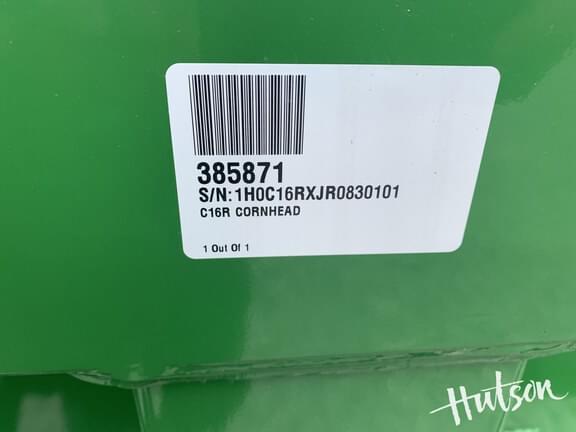 385871
S/N: 1H0C16RXJR0830101
C16R CORNHEAD
1 Out Of 1
Hutson